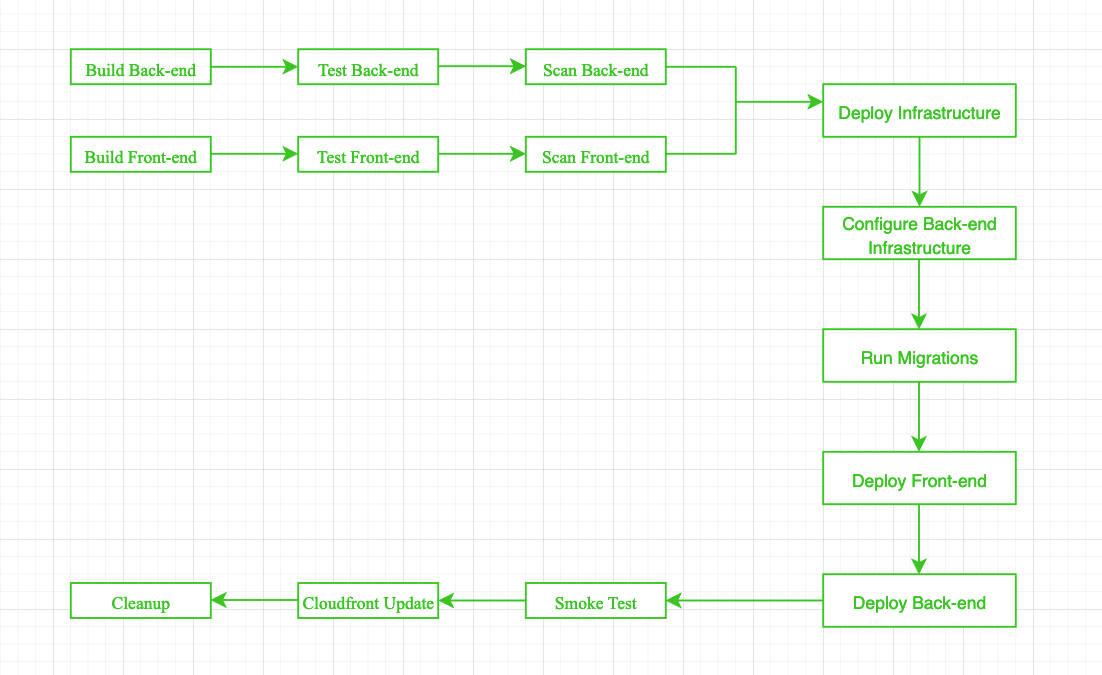 Build Back-end
Test Back-end
Scan Back-end
Deploy Infrastructure
Build Front-end
Test Front-end
Scan Front-end
Configure Back-end
Infrastructure
Run Migrations
Deploy Front-end
Deploy Back-end
Smoke Test
Cloudfront Update
Cleanup